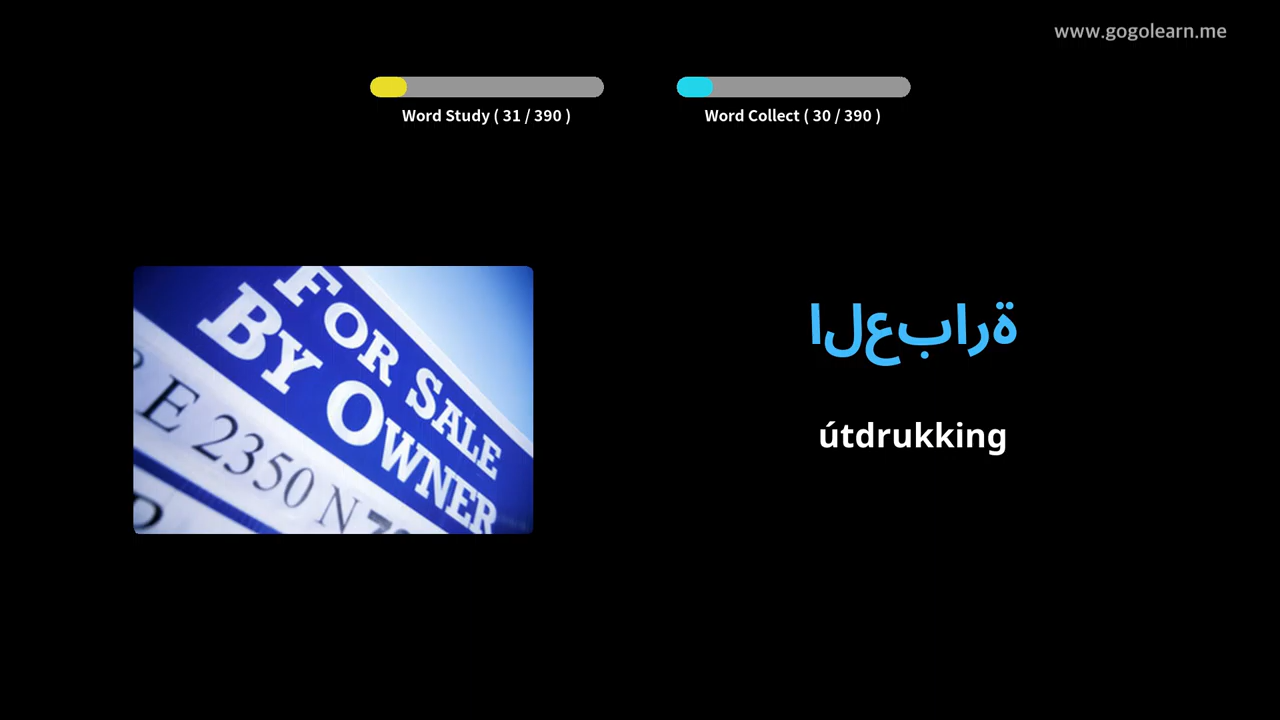 www.gogolearn.me
Word Study ( 31 / 390 )
Word Collect ( 30 / 390 )
FOR SALE
BY OWNER
E 2350 N
العبارة
útdrukking